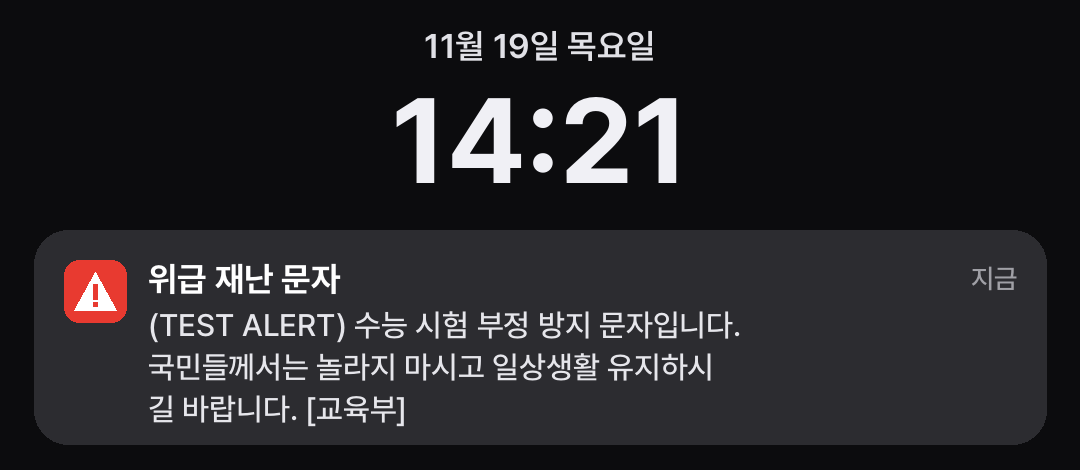 11월 19일 목요일
14:21
위급 재난 문자
지금
(TEST ALERT) 수능 시험 부정 방지 문자입니다.
국민들께서는 놀라지 마시고 일상생활 유지하시
길 바랍니다. [교육부]